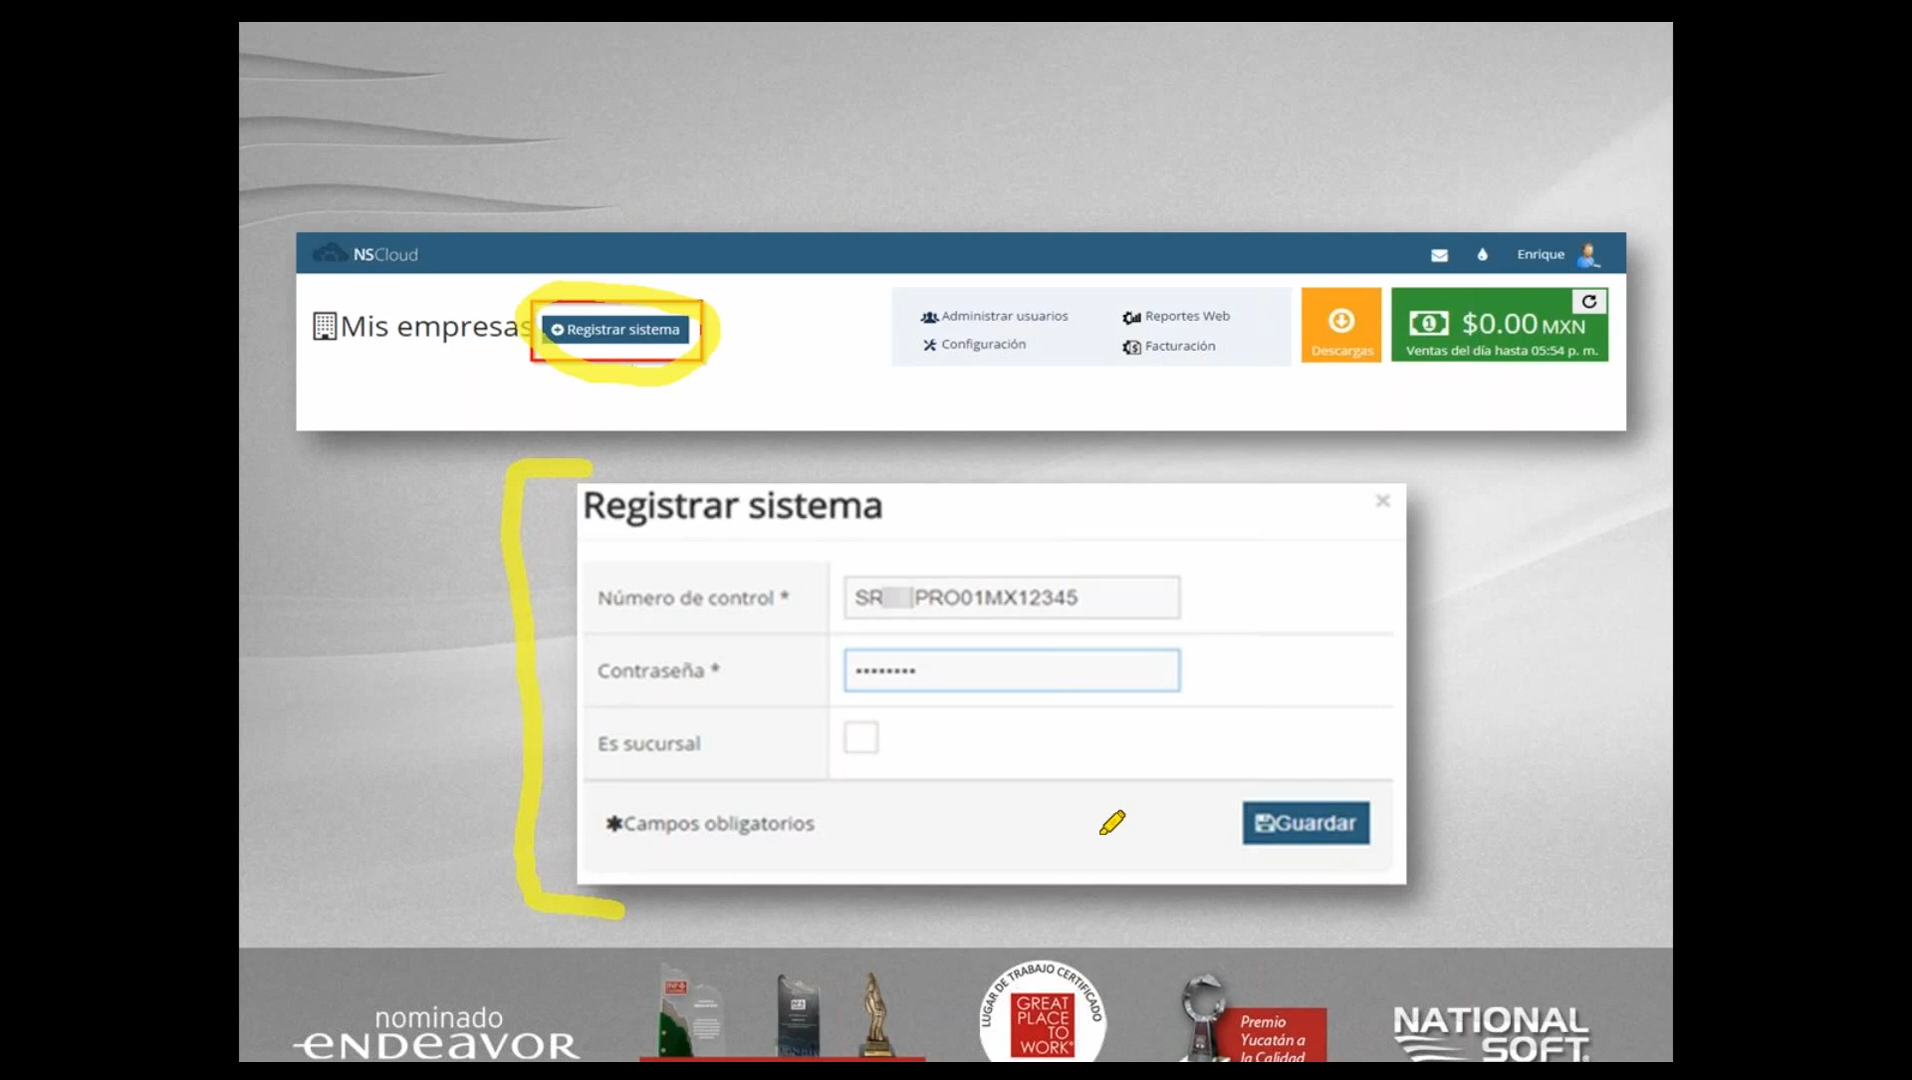 NSCloud
Enrique
Mis empresas
Registrar sistema
Administrar usuarios
Reportes Web
Configuración
Facturación
Descargas
$0.00 MXN
Ventas del día hasta 05:54 p. m.
Registrar sistema
×
Número de control *
SR PRO01MX12345
Contraseña *
••••••••
Es sucursal
✱Campos obligatorios
Guardar
nominado
eNDeavOR
LUGAR DE TRABAJO CERTIFICADO
GREAT
PLACE
TO
WORK®
Premio
Yucatán a
la Calidad
NATIONAL
SOFT®